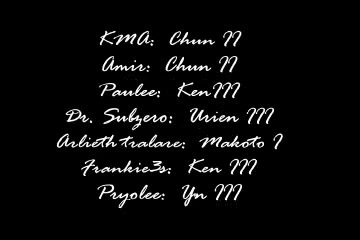 KMA: Chun II
Amir: Chun II
Paulee: Ken III
Dr. Subzero: Urien III
Arlieth tralare: Makoto I
Frankie3s: Ken III
Pryolee: Yn III